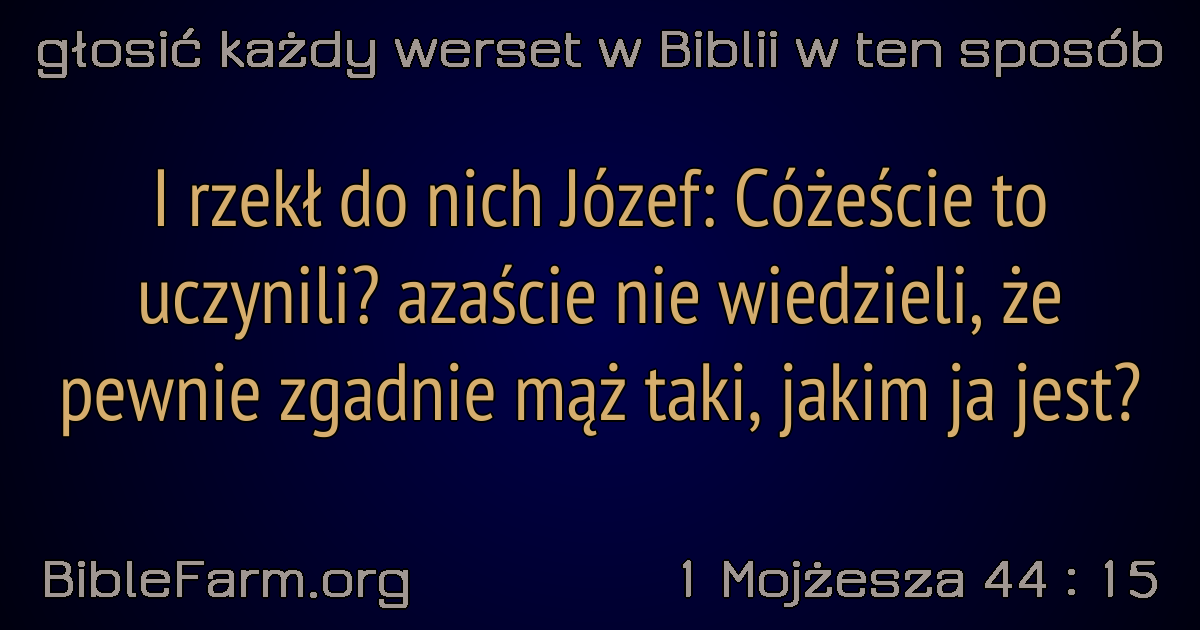 głosić każdy werset w Biblii w ten sposób
I rzekł do nich Józef: Cóżeście to
uczynili? azaście nie wiedzieli, że
pewnie zgadnie mąż taki, jakim ja jest?
BibleFarm.org
1 Mojżesza 44 : 15